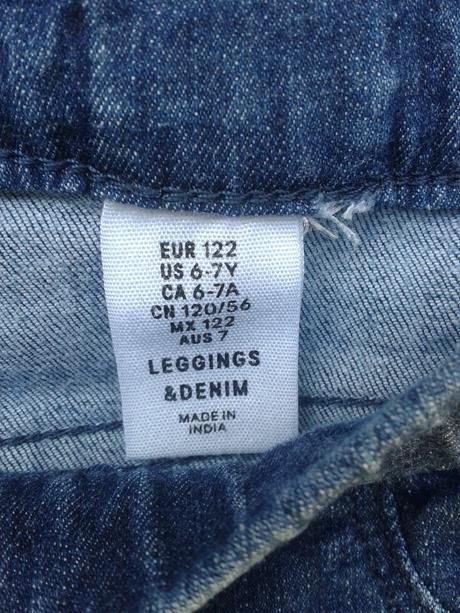 EUR 122
US 6-7Y
CA 6-7A
CN 120/56
MX 122
AUS 7
LEGGINGS
&DENIM
MADE IN
INDIA